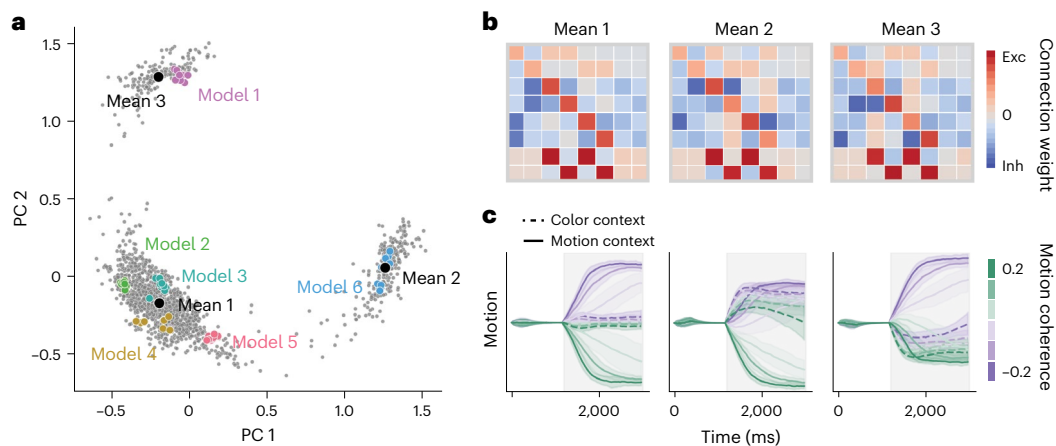 a
1.5
1.0
0.5
0
−0.5
PC 2
−0.5
0
0.5
1.0
1.5
PC 1
Mean 3
Model 1
Model 2
Model 3
Mean 1
Model 4
Model 5
Model 6
Mean 2
b
Mean 1
Mean 2
Mean 3
Exc
0
Inh
Connection weight
c
Color context
Motion context
Motion
0
2,000
0
2,000
0
2,000
Time (ms)
0.2
−0.2
Motion coherence